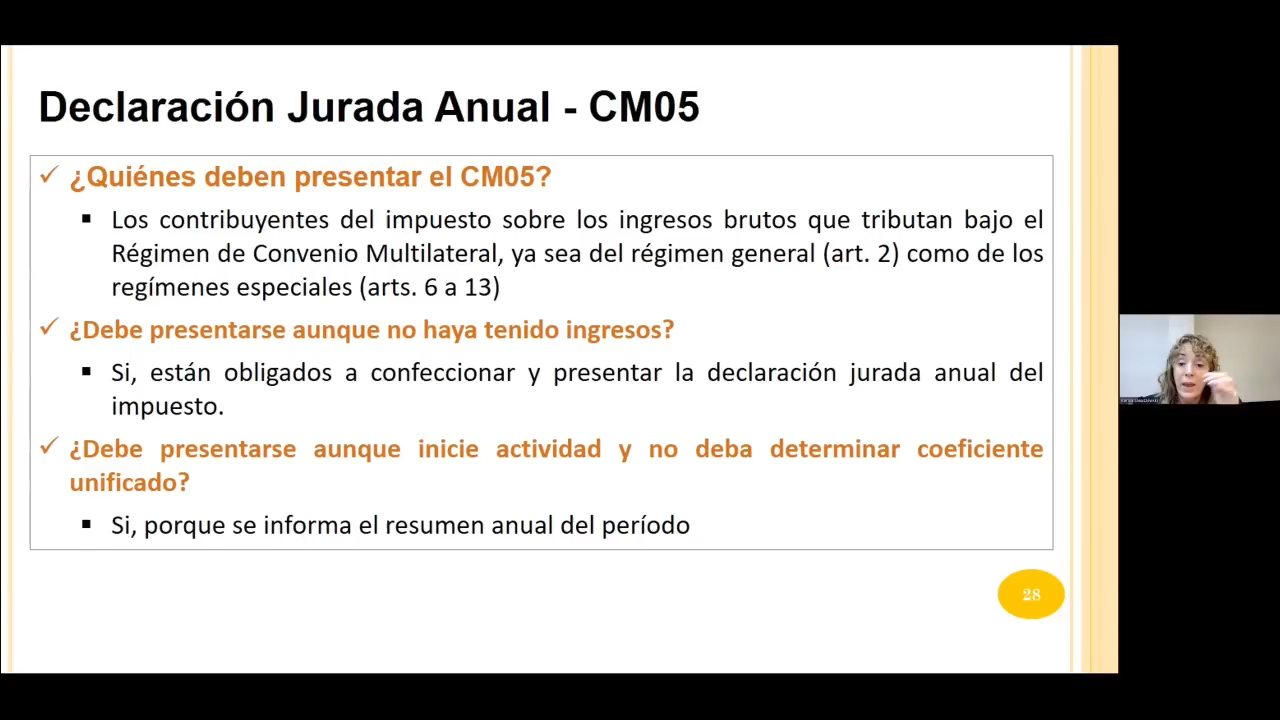 Declaración Jurada Anual - CM05
¿Quiénes deben presentar el CM05?
Los contribuyentes del impuesto sobre los ingresos brutos que tributan bajo el
Régimen de Convenio Multilateral, ya sea del régimen general (art. 2) como de los
regímenes especiales (arts. 6 a 13)
¿Debe presentarse aunque no haya tenido ingresos?
Si, están obligados a confeccionar y presentar la declaración jurada anual del
impuesto.
¿Debe presentarse aunque inicie actividad y no deba determinar coeficiente
unificado?
Si, porque se informa el resumen anual del período
28